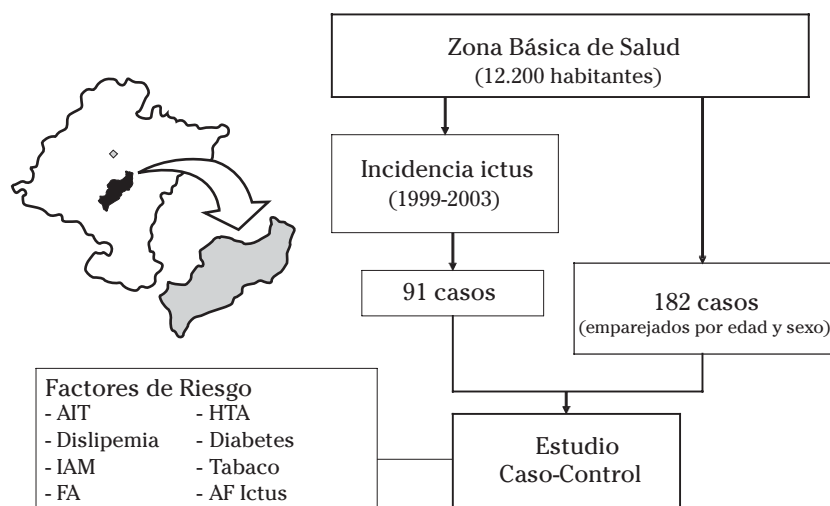 Zona Básica de Salud
(12.200 habitantes)
Incidencia ictus
(1999-2003)
91 casos
182 casos
(emparejados por edad y sexo)
Factores de Riesgo
- AIT - HTA
- Dislipemia - Diabetes
- IAM - Tabaco
- FA - AF Ictus
Estudio
Caso-Control